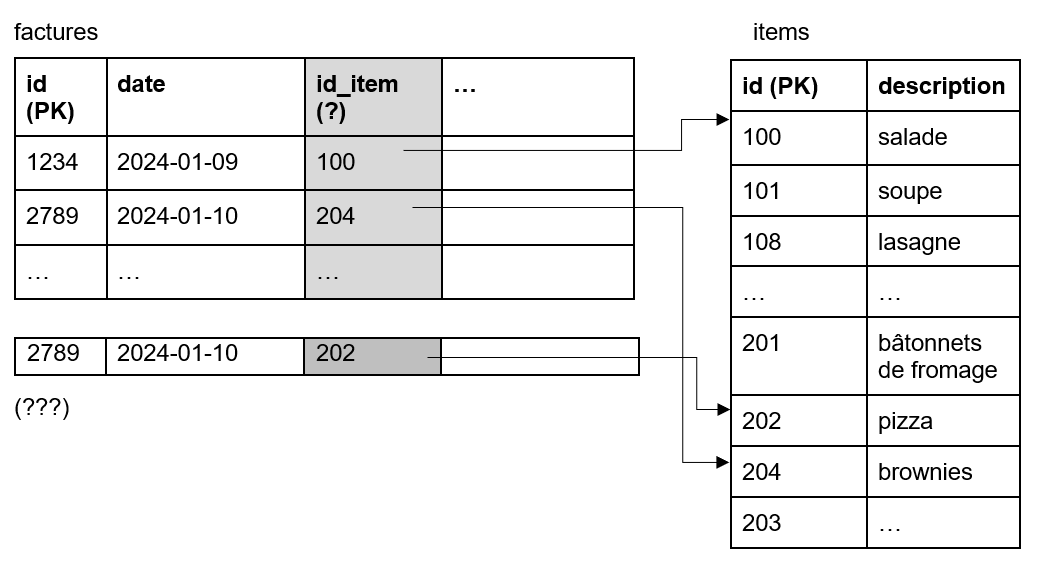 factures
id (PK) date id_item (?) …
1234 2024-01-09 100
2789 2024-01-10 204
… … …
2789 2024-01-10 202
(???)
items
id (PK) description
100 salade
101 soupe
108 lasagne
… …
201 bâtonnets de fromage
202 pizza
204 brownies
203 …